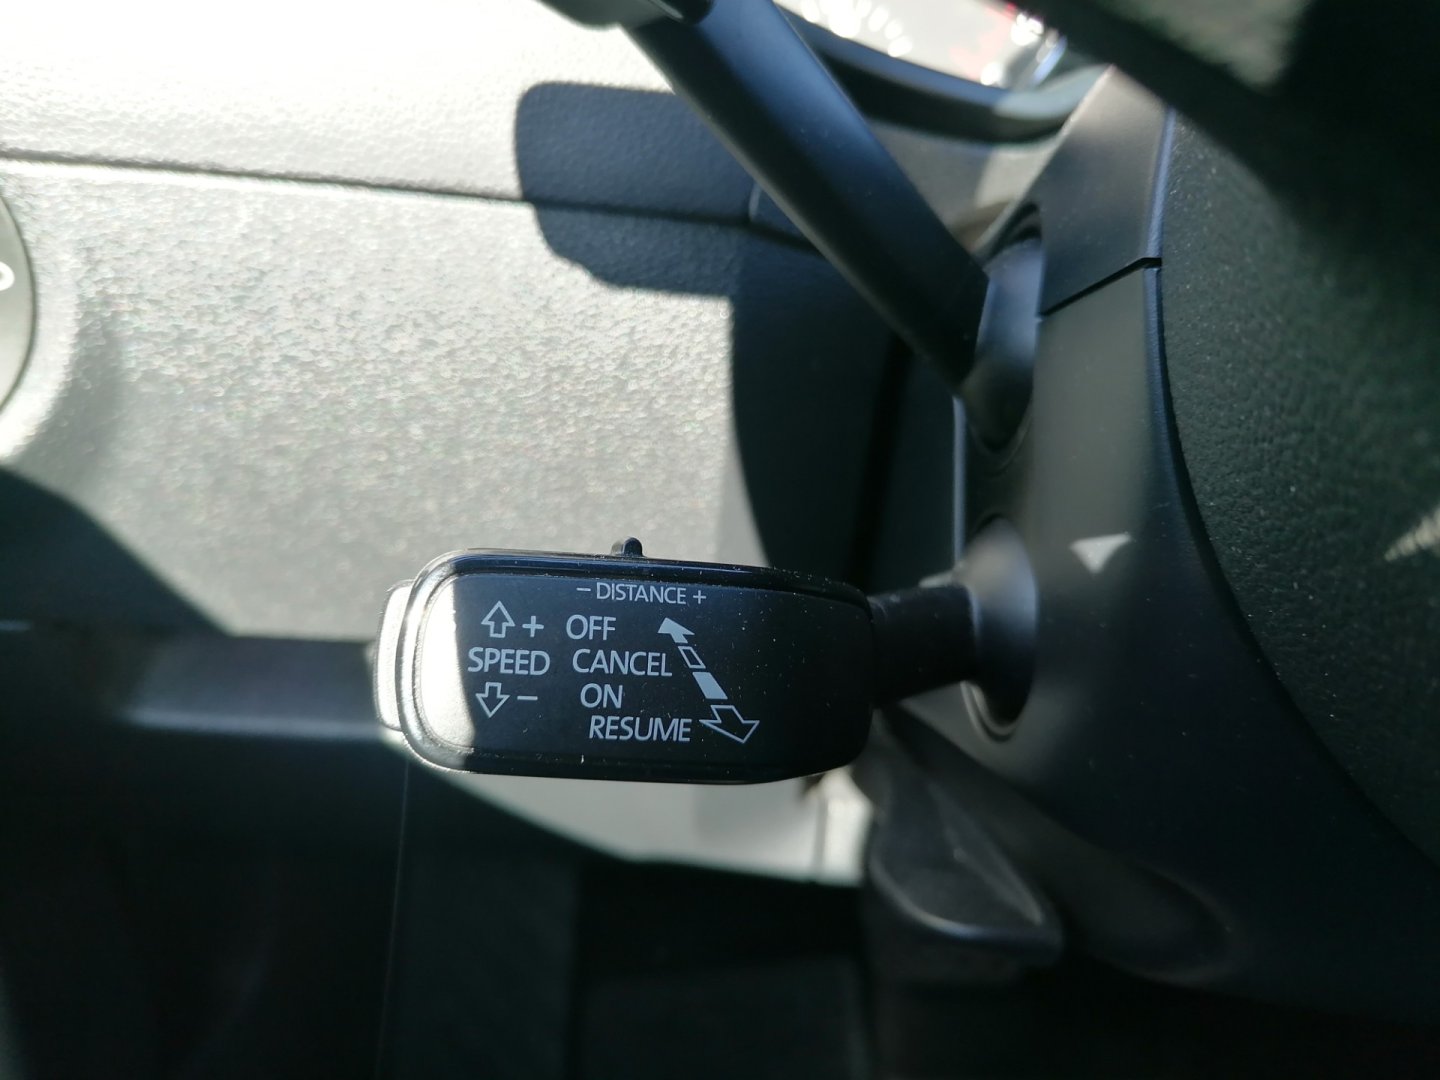 - DISTANCE +
+ OFF
SPEED CANCEL
- ON
RESUME